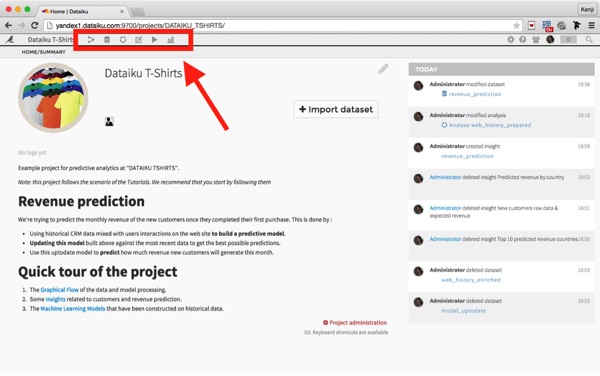 Home | Dataiku
Kenji
yandex1.dataiku.com:9700/projects/DATAIKU_TSHIRTS/
Dataiku T-Shirts
0
HOME/SUMMARY
Dataiku T-Shirts
+ Import dataset
No tags yet
Example project for predictive analytics at "DATAIKU TSHIRTS".
Note: this project follows the scenario of the Tutorials. We recommend that you start by following them
Revenue prediction
We're trying to predict the monthly revenue of the new customers once they completed their first purchase. This is done by :
Using historical CRM data mixed with users interactions on the web site to build a predictive model.
Updating this model built above against the most recent data to get the best possible predictions.
Use this uptodate model to predict how much revenue new customers will generate this month.
Quick tour of the project
1. The Graphical Flow of the data and model processing.
2. Some Insights related to customers and revenue prediction.
3. The Machine Learning Models that have been constructed on historical data.
Project administration
Keyboard shortcuts are available
TODAY
Administrator modified dataset 19:38
revenue_prediction
Administrator modified analysis 19:10
Analyse web_history_prepared
Administrator created insight 18:59
revenue_prediction
Administrator deleted insight Predicted revenue by country 18:53
Administrator deleted insight New customers raw data & 18:51
expected revenue
Administrator deleted insight Top 10 predicted revenue countries 18:50
Administrator deleted dataset 16:03
web_history_enriched
Administrator deleted dataset 16:03
model_uptodate